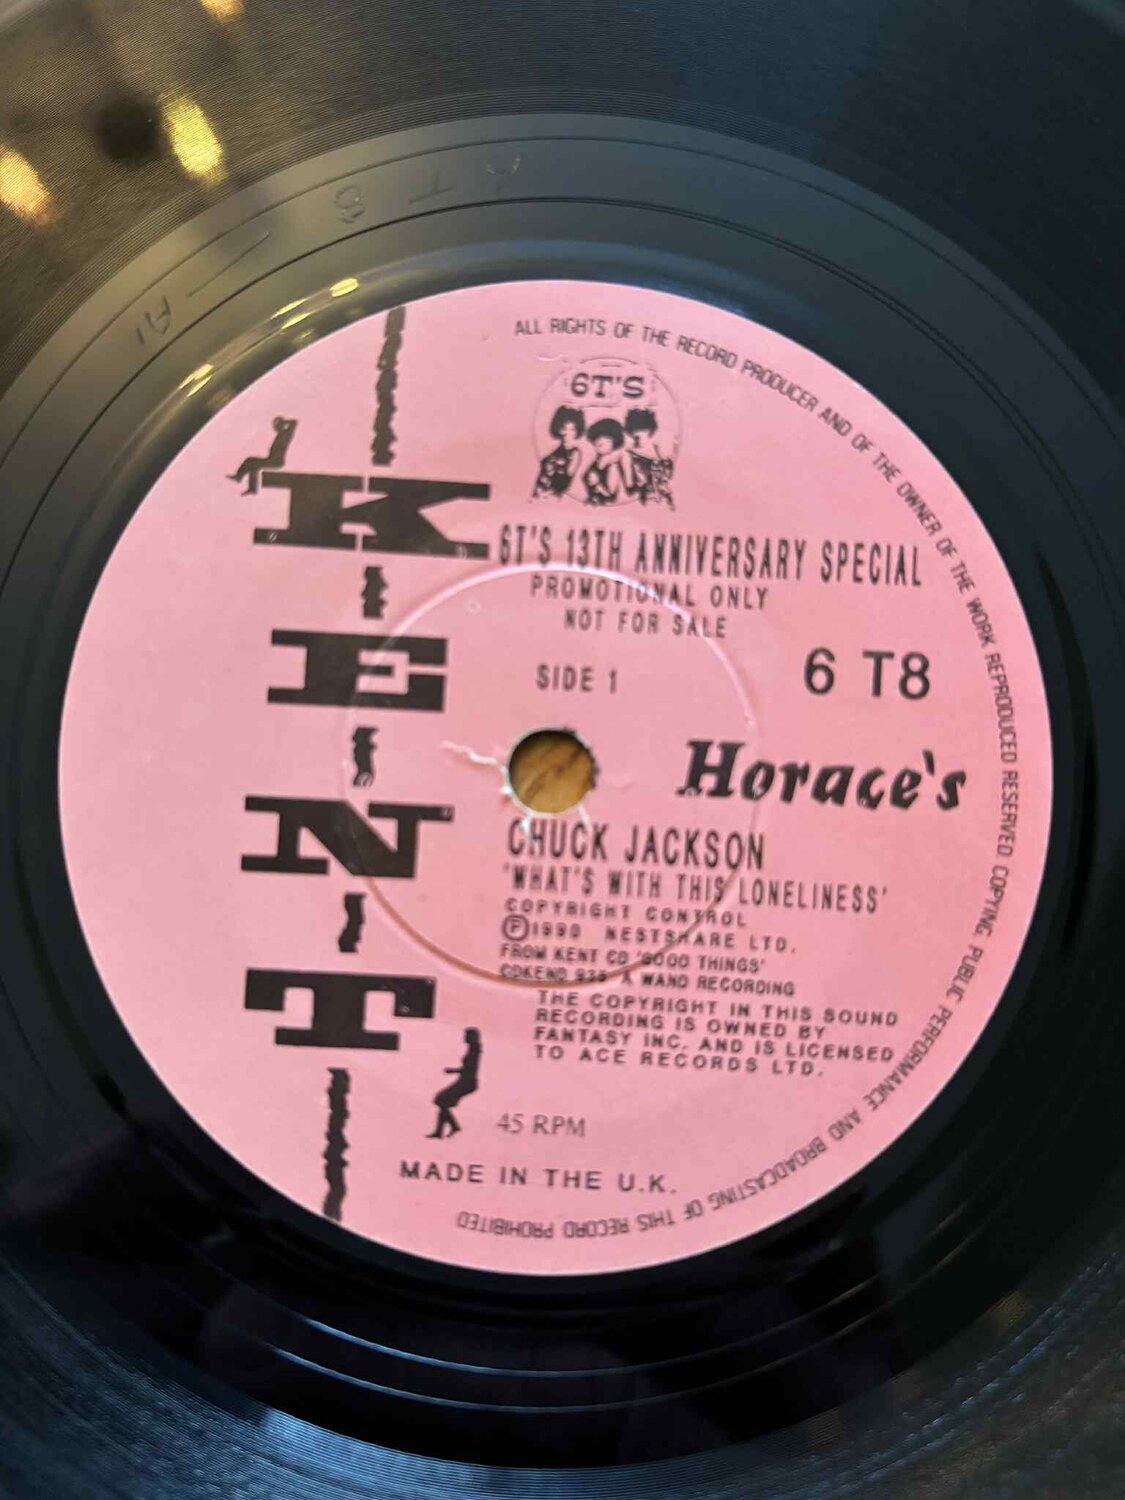 ALL RIGHTS OF THE RECORD PRODUCER AND OF THE OWNER OF THE WORK REPRODUCED RESERVED. COPYING, PUBLIC PERFORMANCE AND BROADCASTING OF THIS RECORD PROHIBITED
6T'S
KENT
6T'S 13TH ANNIVERSARY SPECIAL
PROMOTIONAL ONLY
NOT FOR SALE
SIDE 1
6 T8
Horace's
CHUCK JACKSON
'WHAT'S WITH THIS LONELINESS'
COPYRIGHT CONTROL
Ⓟ1990 NESTSHARE LTD.
FROM KENT CD 'GOOD THINGS'
CDKEND 935 A WAND RECORDING
THE COPYRIGHT IN THIS SOUND
RECORDING IS OWNED BY
FANTASY INC. AND IS LICENSED
TO ACE RECORDS LTD.
45 RPM
MADE IN THE U.K.